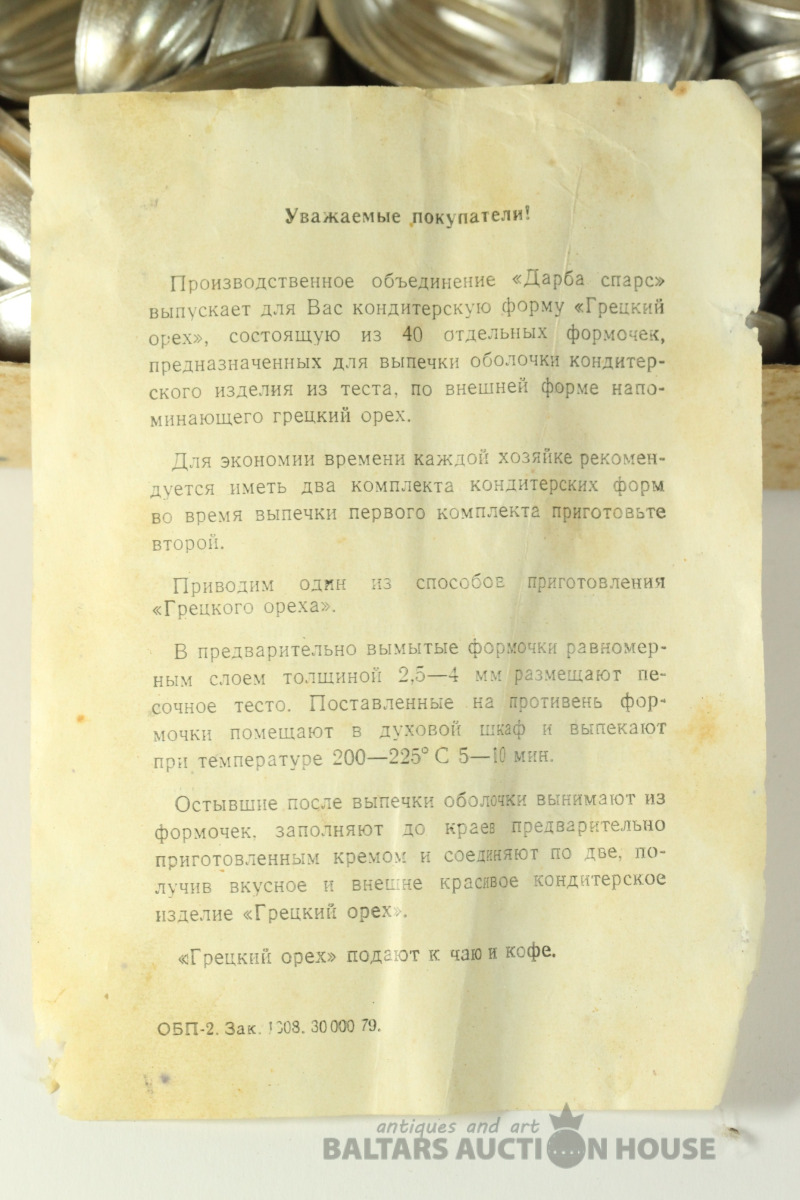 Уважаемые покупатели!
Производственное объединение «Дарба спарс»
выпускает для Вас кондитерскую форму «Грецкий
орех», состоящую из 40 отдельных формочек,
предназначенных для выпечки оболочки кондитер-
ского изделия из теста, по внешней форме напо-
минающего грецкий орех.
Для экономии времени каждой хозяйке рекомен-
дуется иметь два комплекта кондитерских форм
во время выпечки первого комплекта приготовьте
второй.
Приводим один из способов приготовления
«Грецкого ореха».
В предварительно вымытые формочки равномер-
ным слоем толщиной 2,5—4 мм размещают пе-
сочное тесто. Поставленные на противень фор-
мочки помещают в духовой шкаф и выпекают
при температуре 200—225° С 5—10 мин.
Остывшие после выпечки оболочки вынимают из
формочек, заполняют до краев предварительно
приготовленным кремом и соединяют по две, по-
лучив вкусное и внешне красивое кондитерское
изделие «Грецкий орех».
«Грецкий орех» подают к чаю и кофе.
ОБП-2. Зак. 30000 79.
antiques and art
BALTARS AUCTION HOUSE